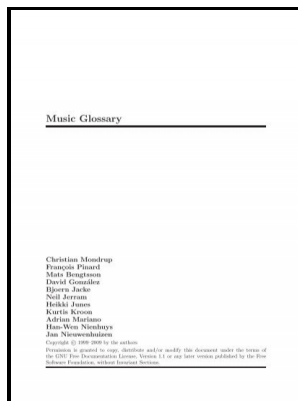 Music Glossary
Christian Mondrup
François Pinard
Mats Bengtsson
David González
Bjoern Jacke
Neil Jerram
Heikki Junes
Kurtis Kroon
Adrian Mariano
Han-Wen Nienhuys
Jan Nieuwenhuizen
Copyright © 1999–2009 by the authors
Permission is granted to copy, distribute and/or modify this document under the terms of
the GNU Free Documentation License, Version 1.1 or any later version published by the Free
Software Foundation; without Invariant Sections.